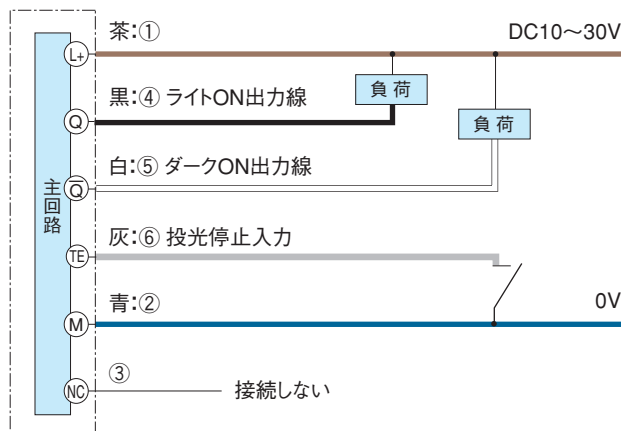 茶:① DC10〜30V
L+
黒:④ ライトON出力線
負荷
Q
負荷
白:⑤ ダークON出力線
Q̅
主回路
灰:⑥ 投光停止入力
TE
青:② 0V
M
③
NC 接続しない